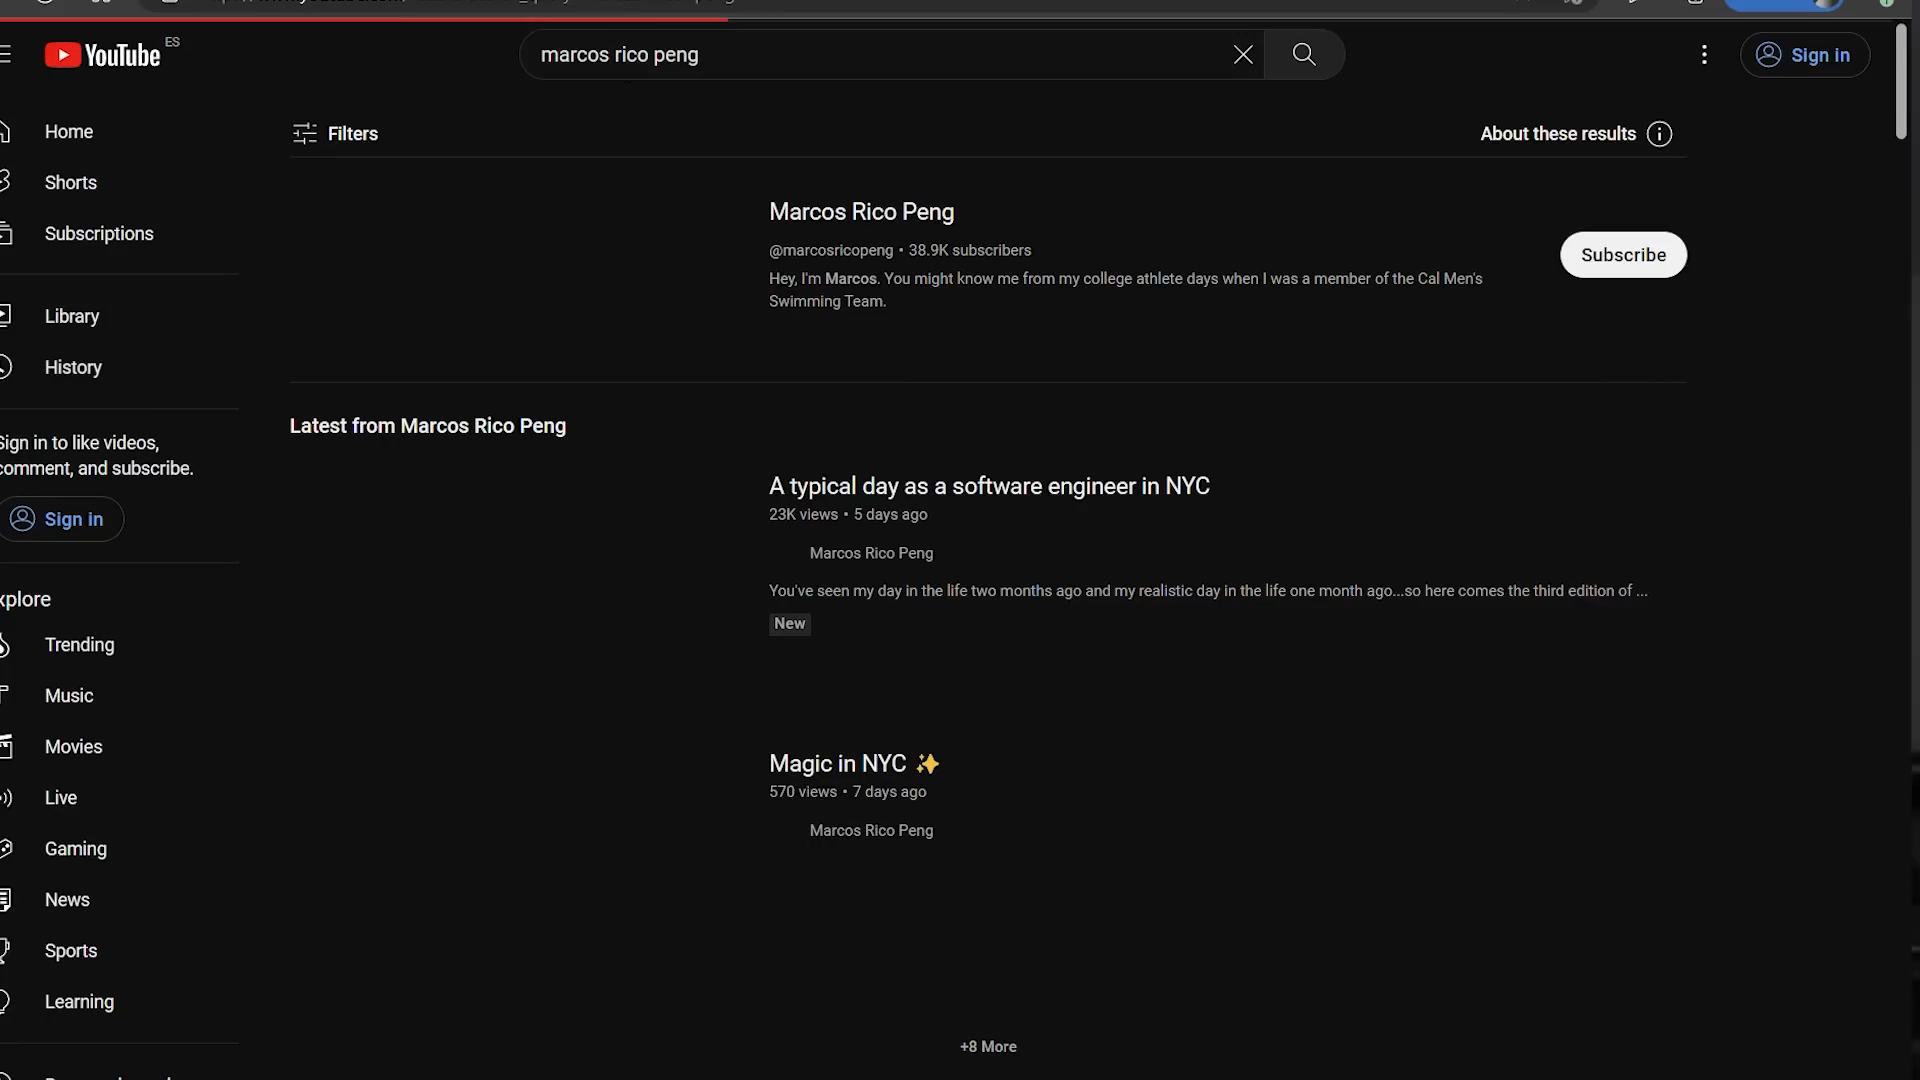 YouTube ES
marcos rico peng
Sign in
Home
Shorts
Subscriptions
Library
History
Sign in to like videos,
comment, and subscribe.
Sign in
xplore
Trending
Music
Movies
Live
Gaming
News
Sports
Learning
Filters
About these results
Marcos Rico Peng
@marcosricopeng • 38.9K subscribers
Hey, I'm Marcos. You might know me from my college athlete days when I was a member of the Cal Men's
Swimming Team.
Subscribe
Latest from Marcos Rico Peng
A typical day as a software engineer in NYC
23K views • 5 days ago
Marcos Rico Peng
You've seen my day in the life two months ago and my realistic day in the life one month ago...so here comes the third edition of ...
New
Magic in NYC ✨
570 views • 7 days ago
Marcos Rico Peng
+8 More